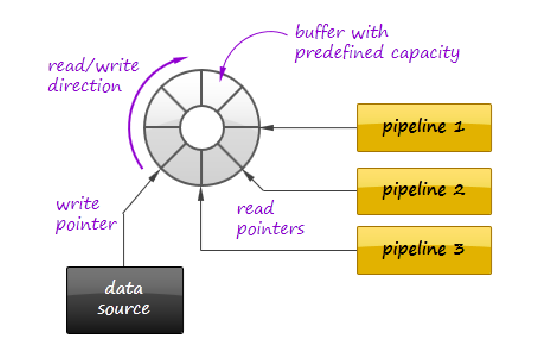 buffer with
predefined capacity
read/write
direction
pipeline 1
pipeline 2
write
pointer
read
pointers
pipeline 3
data
source